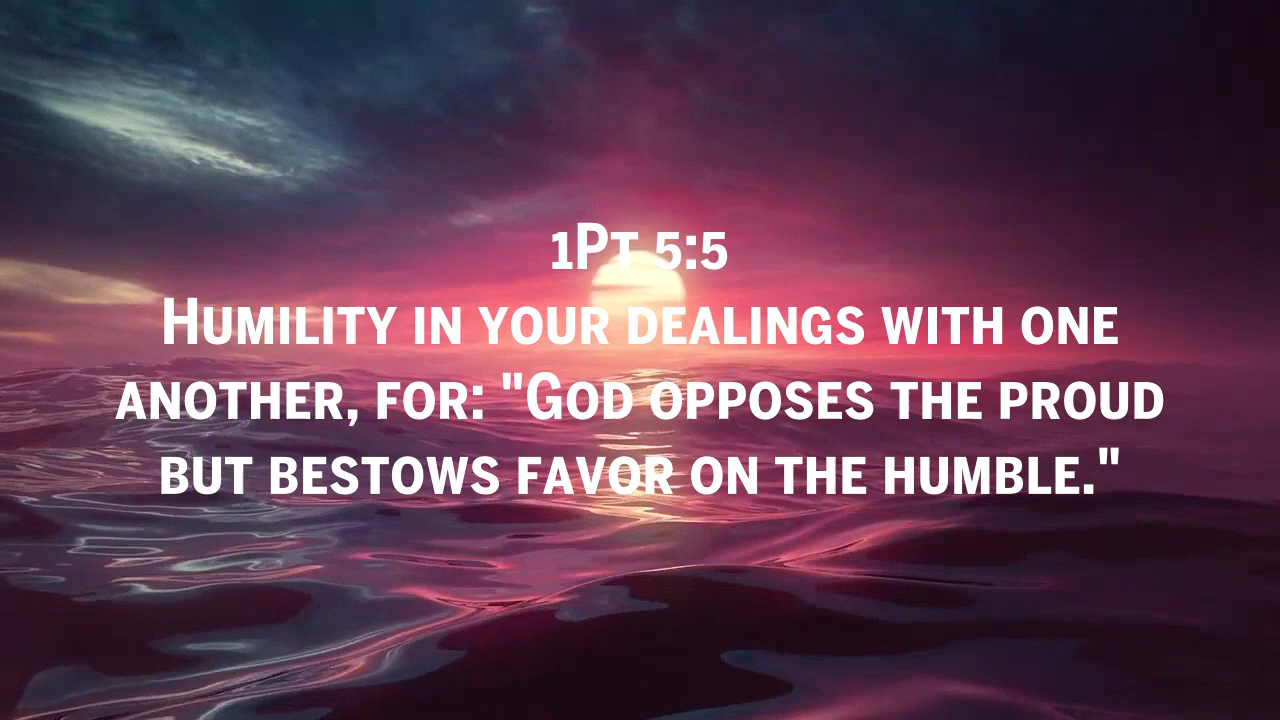 1Pt 5:5
Humility in your dealings with one
another, for: "God opposes the proud
but bestows favor on the humble."